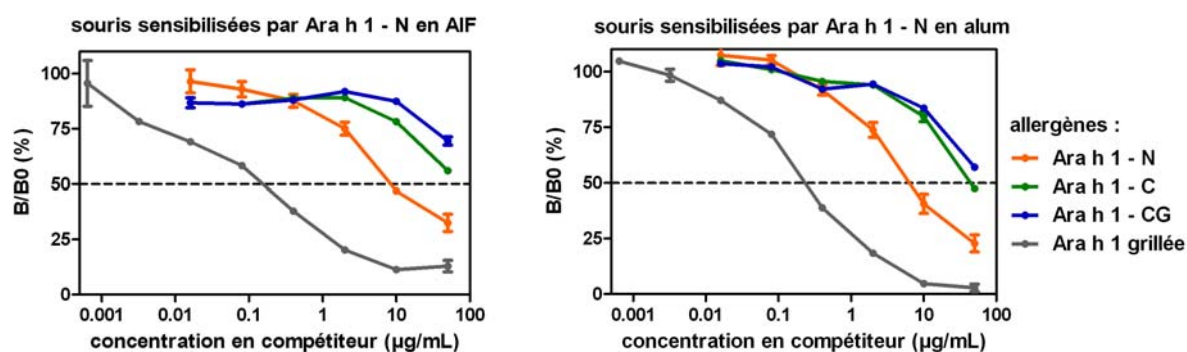 souris sensibilisées par Ara h 1 - N en AIF
B/B0 (%)
100
75
50
25
0
0.001 0.01 0.1 1 10 100
concentration en compétiteur (µg/mL)
souris sensibilisées par Ara h 1 - N en alum
B/B0 (%)
100
75
50
25
0
0.001 0.01 0.1 1 10 100
concentration en compétiteur (µg/mL)
allergènes :
Ara h 1 - N
Ara h 1 - C
Ara h 1 - CG
Ara h 1 grillée